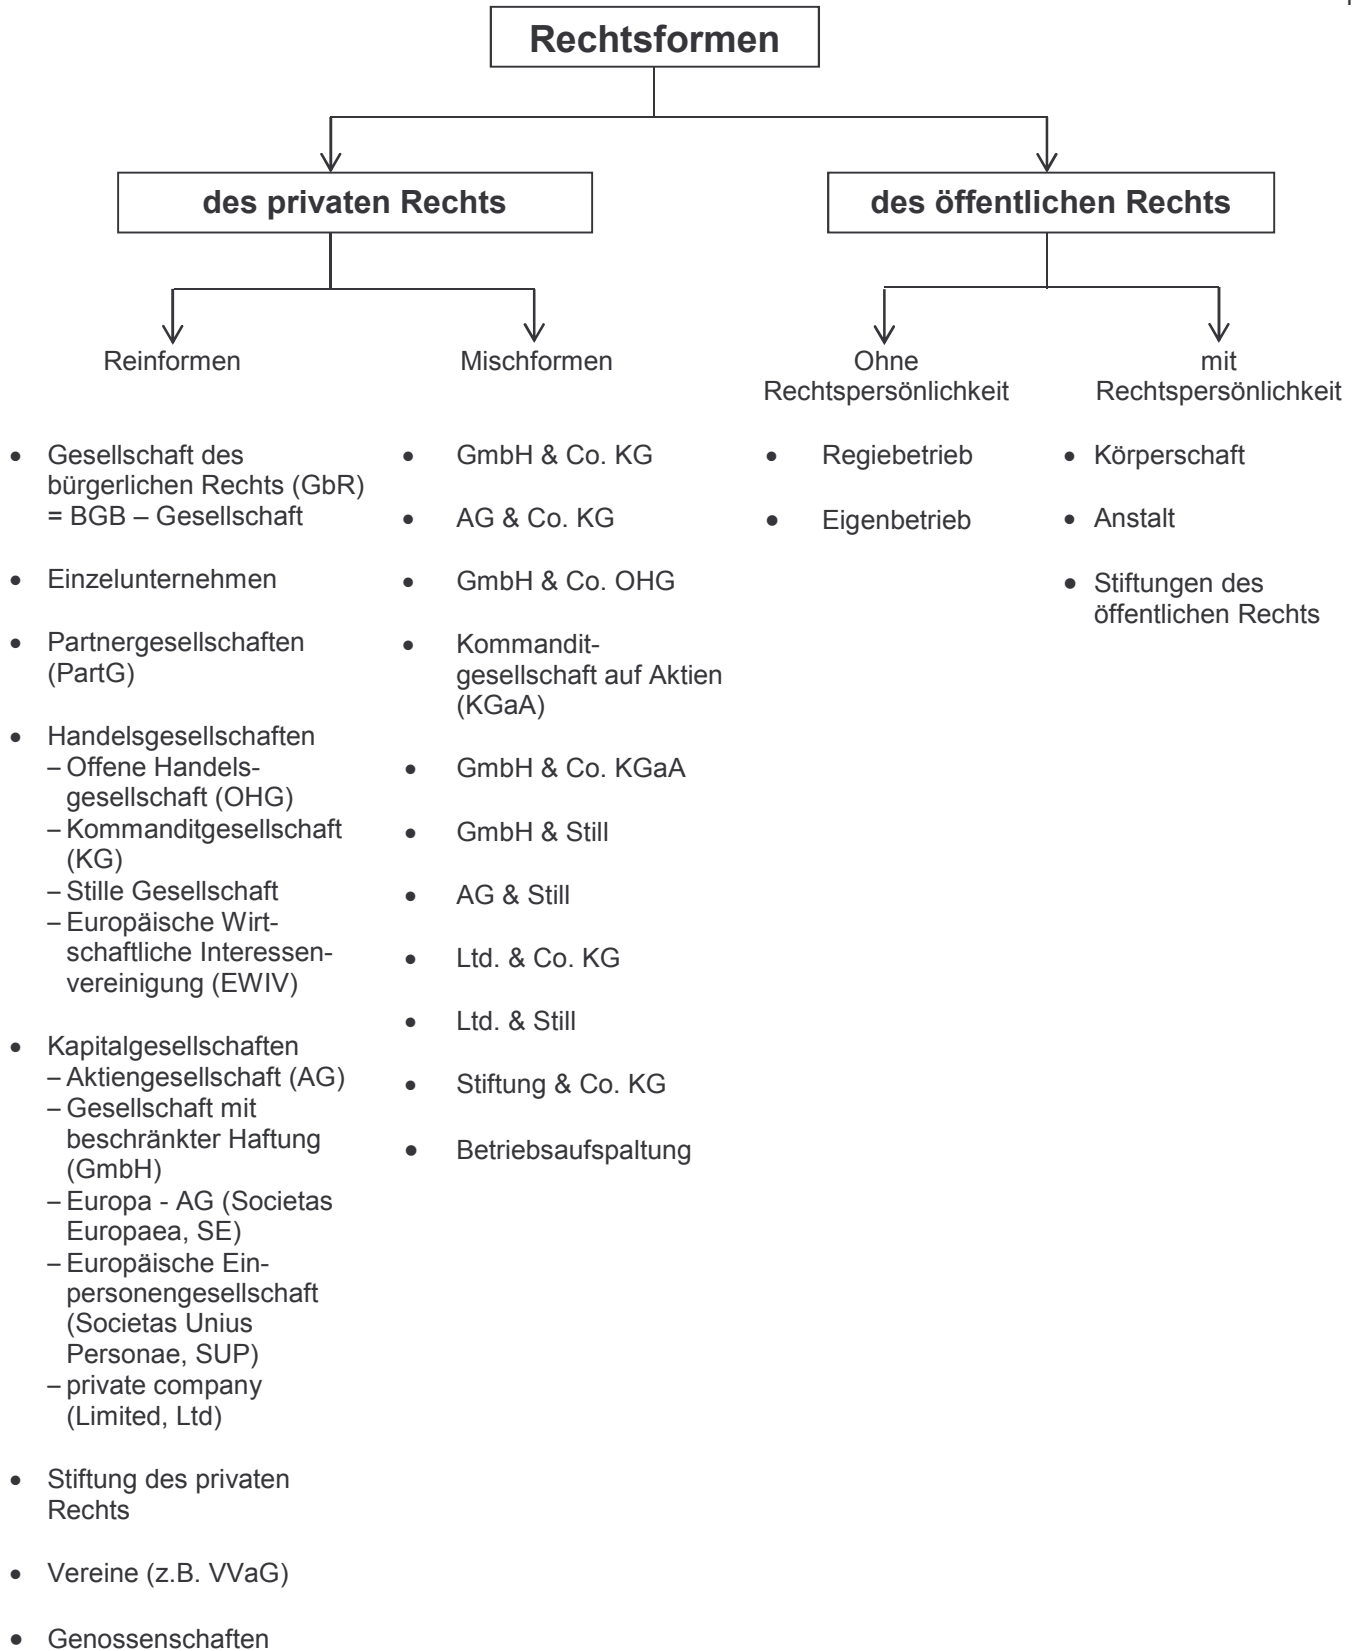 Rechtsformen
des privaten Rechts
des öffentlichen Rechts
Reinformen
Mischformen
Ohne
Rechtspersönlichkeit
mit
Rechtspersönlichkeit
• Gesellschaft des
bürgerlichen Rechts (GbR)
= BGB – Gesellschaft
• Einzelunternehmen
• Partnergesellschaften
(PartG)
• Handelsgesellschaften
– Offene Handels-
gesellschaft (OHG)
– Kommanditgesellschaft
(KG)
– Stille Gesellschaft
– Europäische Wirt-
schaftliche Interessen-
vereinigung (EWIV)
• Kapitalgesellschaften
– Aktiengesellschaft (AG)
– Gesellschaft mit
beschränkter Haftung
(GmbH)
– Europa - AG (Societas
Europaea, SE)
– Europäische Ein-
personengesellschaft
(Societas Unius
Personae, SUP)
– private company
(Limited, Ltd)
• Stiftung des privaten
Rechts
• Vereine (z.B. VVaG)
• Genossenschaften
• GmbH & Co. KG
• AG & Co. KG
• GmbH & Co. OHG
• Kommandit-
gesellschaft auf Aktien
(KGaA)
• GmbH & Co. KGaA
• GmbH & Still
• AG & Still
• Ltd. & Co. KG
• Ltd. & Still
• Stiftung & Co. KG
• Betriebsaufspaltung
• Regiebetrieb
• Eigenbetrieb
• Körperschaft
• Anstalt
• Stiftungen des
öffentlichen Rechts